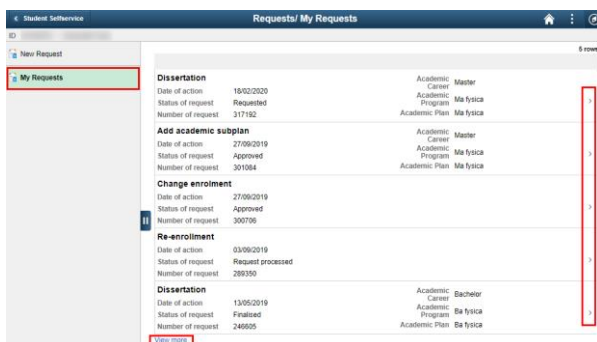 Student Selfservice
Requests/ My Requests
ID
New Request
My Requests
5 rows
Dissertation
Date of action 18/02/2020
Status of request Requested
Number of request 317192
Academic Career Master
Academic Program Ma fysica
Academic Plan Ma fysica
Add academic subplan
Date of action 27/09/2019
Status of request Approved
Number of request 301084
Academic Career Master
Academic Program Ma fysica
Academic Plan Ma fysica
Change enrolment
Date of action 27/09/2019
Status of request Approved
Number of request 300706
Re-enrollment
Date of action 03/09/2019
Status of request Request processed
Number of request 289350
Dissertation
Date of action 13/05/2019
Status of request Finalised
Number of request 246605
Academic Career Bachelor
Academic Program Ba fysica
Academic Plan Ba fysica
View more